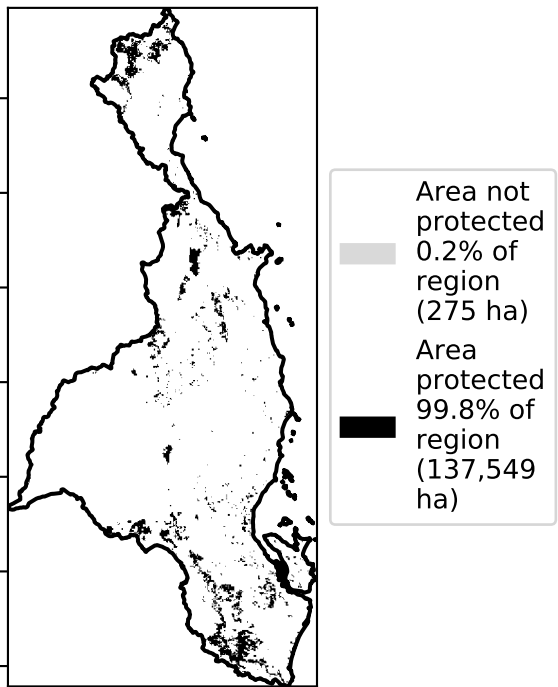 Area not
protected
0.2% of
region
(275 ha)
Area
protected
99.8% of
region
(137,549
ha)